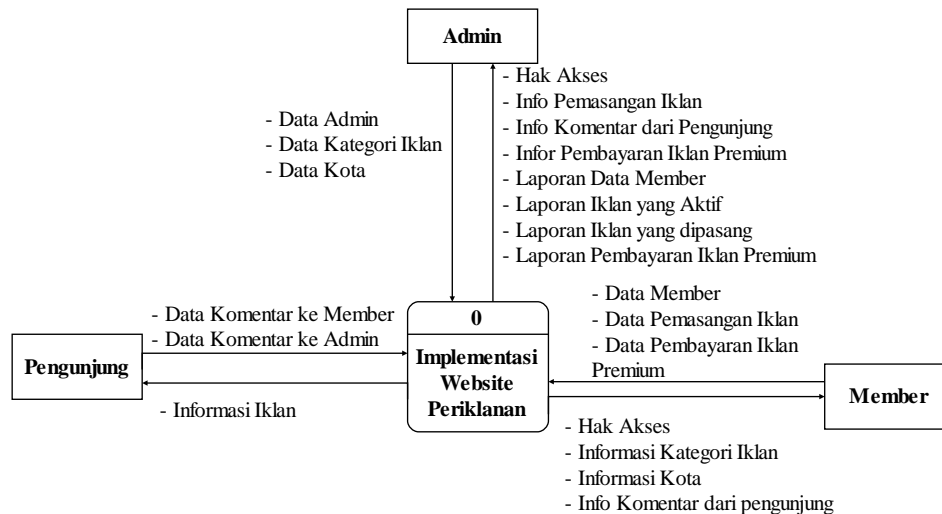 Admin
- Hak Akses
- Info Pemasangan Iklan
- Info Komentar dari Pengunjung
- Infor Pembayaran Iklan Premium
- Laporan Data Member
- Laporan Iklan yang Aktif
- Laporan Iklan yang dipasang
- Laporan Pembayaran Iklan Premium
- Data Admin
- Data Kategori Iklan
- Data Kota
- Data Komentar ke Member
- Data Komentar ke Admin
Pengunjung
- Informasi Iklan
0
Implementasi
Website
Periklanan
- Data Member
- Data Pemasangan Iklan
- Data Pembayaran Iklan
Premium
Member
- Hak Akses
- Informasi Kategori Iklan
- Informasi Kota
- Info Komentar dari pengunjung